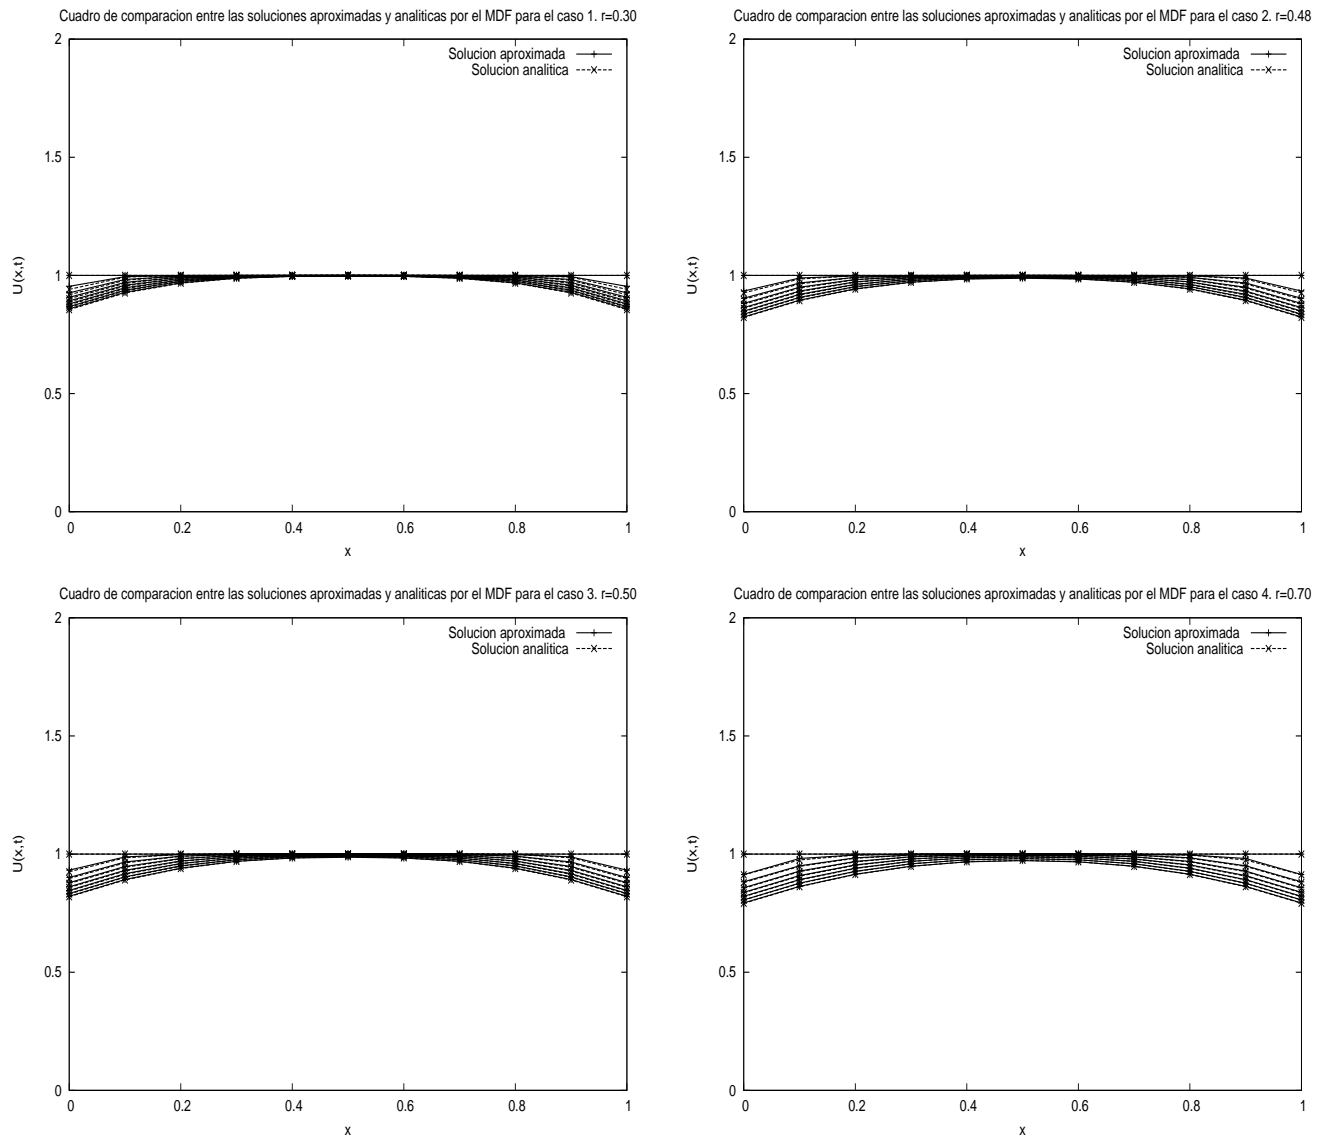 Cuadro de comparacion entre las soluciones aproximadas y analiticas por el MDF para el caso 1. r=0.30
Solucion aproximada
Solucion analitica
2
1.5
1
0.5
0
U(x,t)
0 0.2 0.4 0.6 0.8 1
x
Cuadro de comparacion entre las soluciones aproximadas y analiticas por el MDF para el caso 2. r=0.48
Solucion aproximada
Solucion analitica
2
1.5
1
0.5
0
U(x,t)
0 0.2 0.4 0.6 0.8 1
x
Cuadro de comparacion entre las soluciones aproximadas y analiticas por el MDF para el caso 3. r=0.50
Solucion aproximada
Solucion analitica
2
1.5
1
0.5
0
U(x,t)
0 0.2 0.4 0.6 0.8 1
x
Cuadro de comparacion entre las soluciones aproximadas y analiticas por el MDF para el caso 4. r=0.70
Solucion aproximada
Solucion analitica
2
1.5
1
0.5
0
U(x,t)
0 0.2 0.4 0.6 0.8 1
x